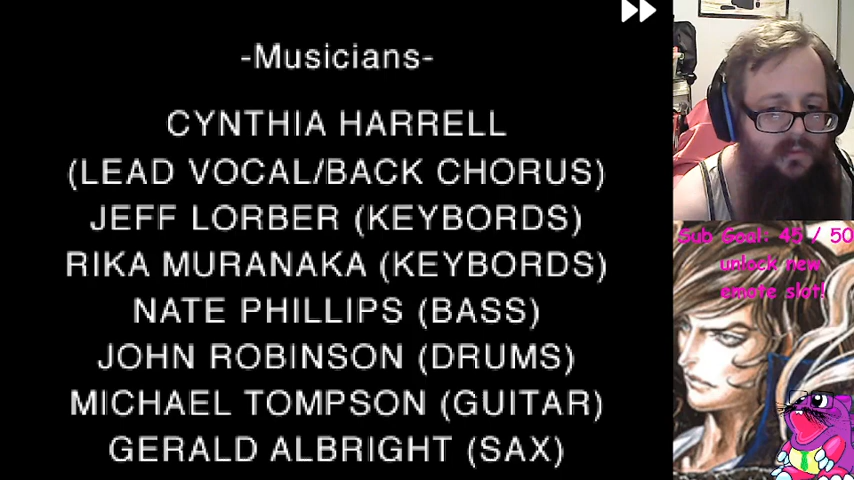 -Musicians-
CYNTHIA HARRELL
(LEAD VOCAL/BACK CHORUS)
JEFF LORBER (KEYBORDS)
RIKA MURANAKA (KEYBORDS)
NATE PHILLIPS (BASS)
JOHN ROBINSON (DRUMS)
MICHAEL TOMPSON (GUITAR)
GERALD ALBRIGHT (SAX)
Sub Goal: 45 / 50
unlock new
emote slot!